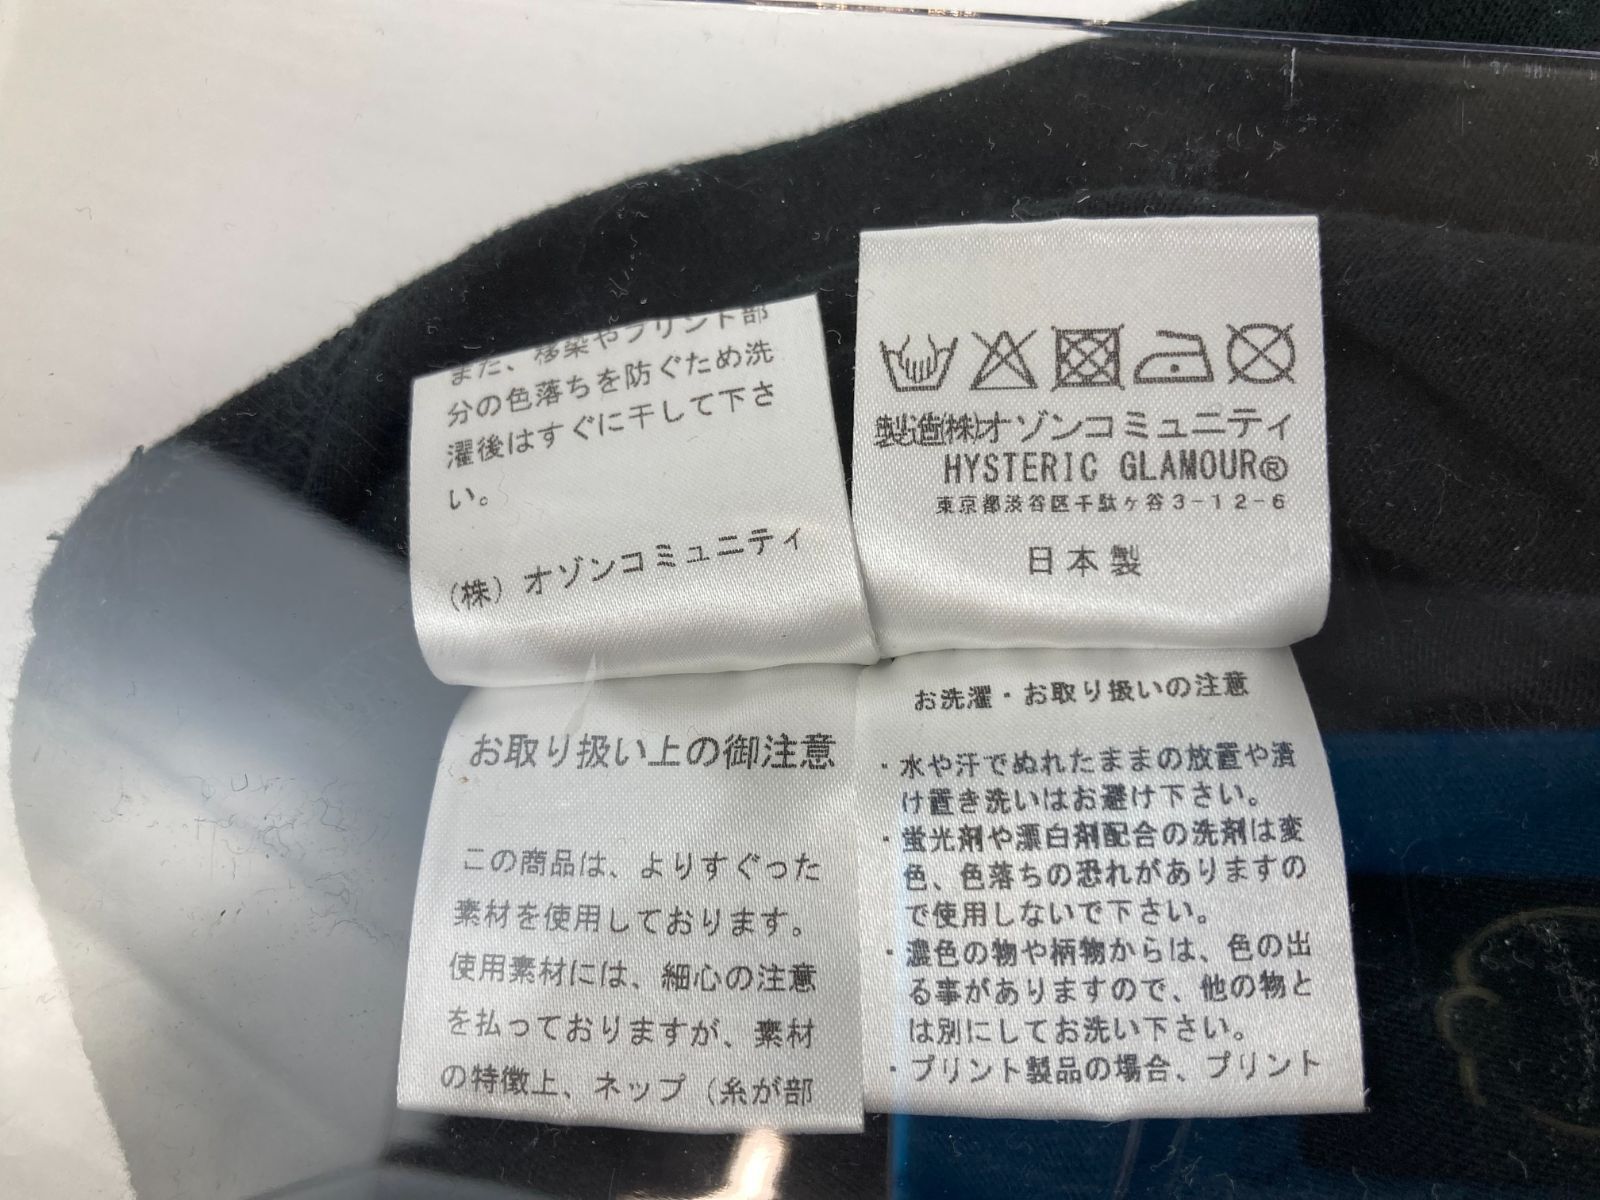 また、移染やプリント部
分の色落ちを防ぐため洗
濯後はすぐに干して下さ
い。
（株）オゾンコミュニティ
製造(株)オゾンコミュニティ
HYSTERIC GLAMOUR®
東京都渋谷区千駄ヶ谷3-12-6
日本製
お取り扱い上の御注意
この商品は、よりすぐった
素材を使用しております。
使用素材には、細心の注意
を払っておりますが、素材
の特徴上、ネップ（糸が部
お洗濯・お取り扱いの注意
・水や汗でぬれたままの放置や漬
け置き洗いはお避け下さい。
・蛍光剤や漂白剤配合の洗剤は変
色、色落ちの恐れがありますの
で使用しないで下さい。
・濃色の物や柄物からは、色の出
る事がありますので、他の物と
は別にしてお洗い下さい。
・プリント製品の場合、プリント